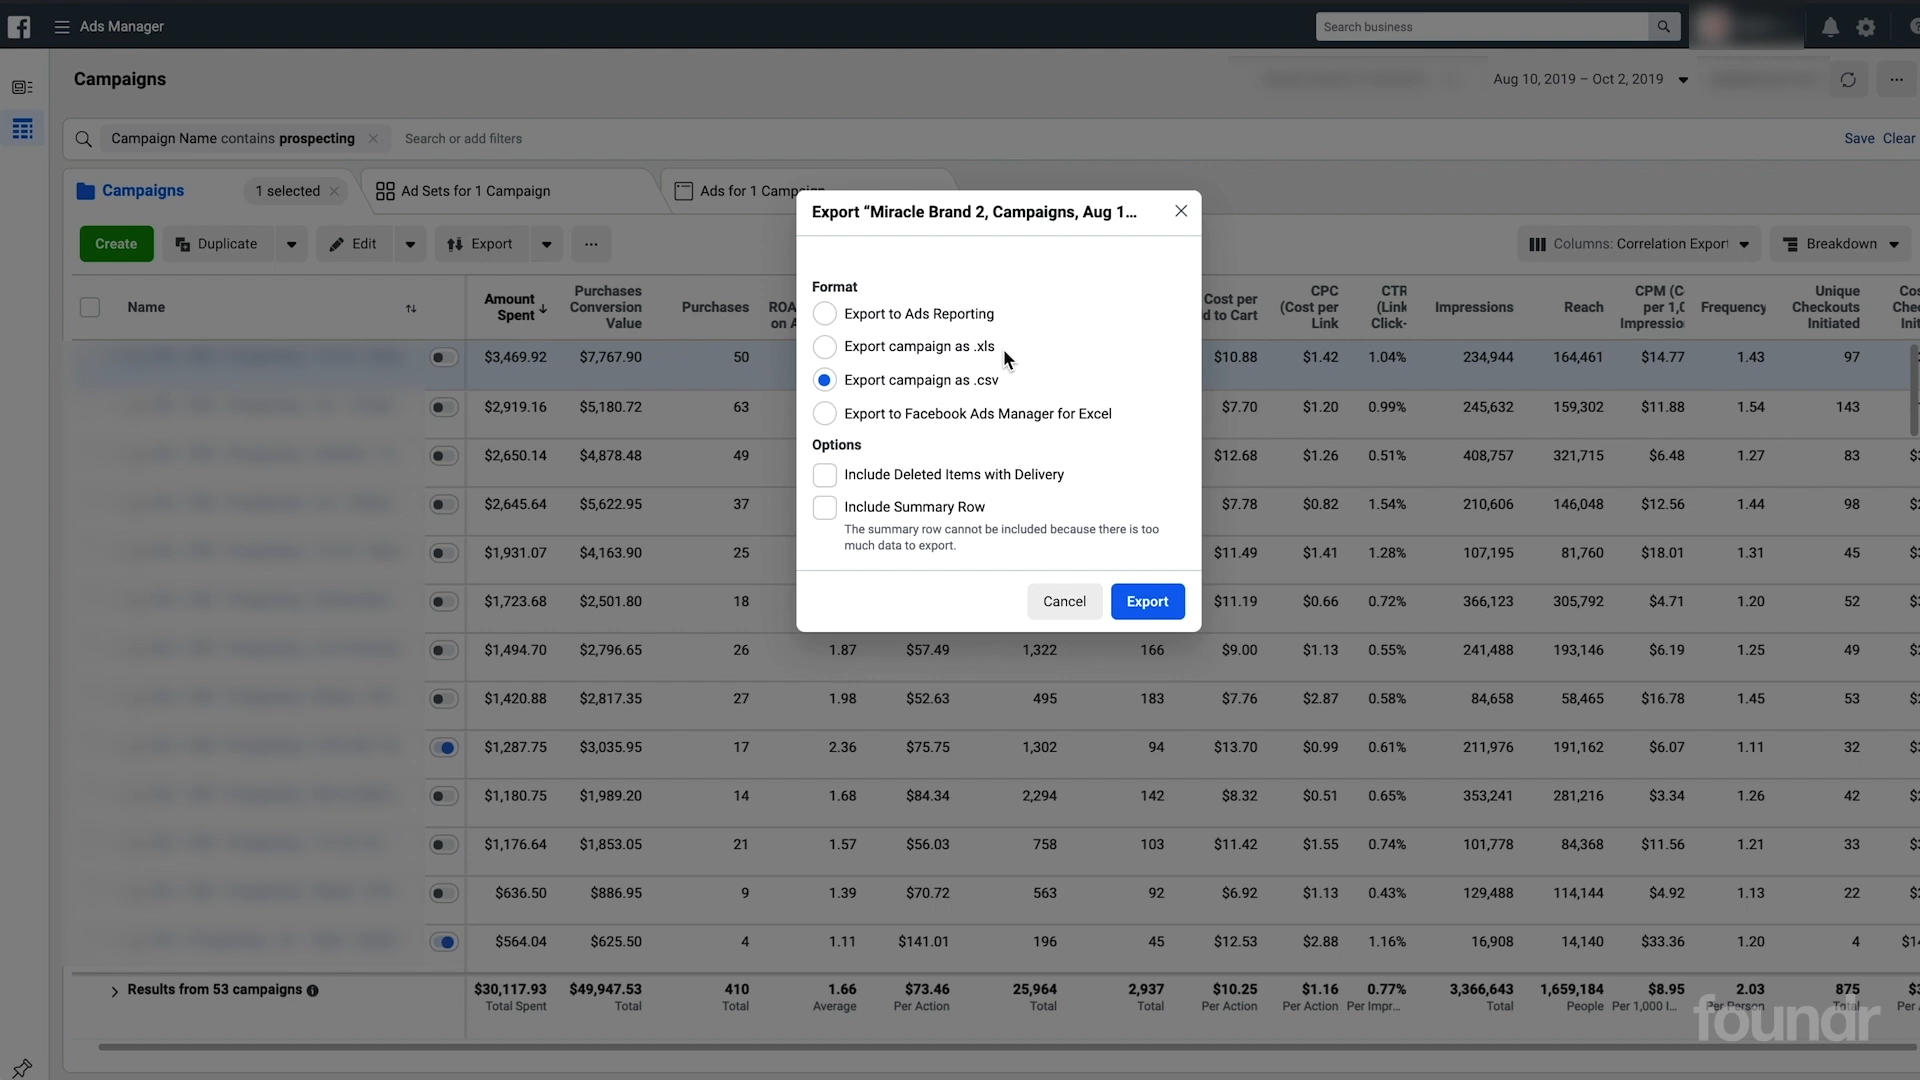 Ads Manager
Search business
Campaigns
Aug 10, 2019 – Oct 2, 2019
Campaign Name contains prospecting
Search or add filters
Save Clear
Campaigns
1 selected
Ad Sets for 1 Campaign
Ads for 1 Campaign
Create
Duplicate
Edit
Export
Columns: Correlation Export
Breakdown
Export “Miracle Brand 2, Campaigns, Aug 1...
Format
Export to Ads Reporting
Export campaign as .xls
Export campaign as .csv
Export to Facebook Ads Manager for Excel
Options
Include Deleted Items with Delivery
Include Summary Row
The summary row cannot be included because there is too
much data to export.
Cancel
Export
Name
Amount
Spent
Purchases
Conversion
Value
Purchases
ROA
on A
Cost per
d to Cart
CPC
(Cost per
Link
CTR
(Link
Click-
Impressions
Reach
CPM (C
per 1,0
Impressio
Frequency
Unique
Checkouts
Initiated
Cos
Chec
Init
$3,469.92 $7,767.90 50 $10.88 $1.42 1.04% 234,944 164,461 $14.77 1.43 97
$2,919.16 $5,180.72 63 $7.70 $1.20 0.99% 245,632 159,302 $11.88 1.54 143
$2,650.14 $4,878.48 49 $12.68 $1.26 0.51% 408,757 321,715 $6.48 1.27 83
$2,645.64 $5,622.95 37 $7.78 $0.82 1.54% 210,606 146,048 $12.56 1.44 98
$1,931.07 $4,163.90 25 $11.49 $1.41 1.28% 107,195 81,760 $18.01 1.31 45
$1,723.68 $2,501.80 18 $11.19 $0.66 0.72% 366,123 305,792 $4.71 1.20 52
$1,494.70 $2,796.65 26 1.87 $57.49 1,322 166 $9.00 $1.13 0.55% 241,488 193,146 $6.19 1.25 49
$1,420.88 $2,817.35 27 1.98 $52.63 495 183 $7.76 $2.87 0.58% 84,658 58,465 $16.78 1.45 53
$1,287.75 $3,035.95 17 2.36 $75.75 1,302 94 $13.70 $0.99 0.61% 211,976 191,162 $6.07 1.11 32
$1,180.75 $1,989.20 14 1.68 $84.34 2,294 142 $8.32 $0.51 0.65% 353,241 281,216 $3.34 1.26 42
$1,176.64 $1,853.05 21 1.57 $56.03 758 103 $11.42 $1.55 0.74% 101,778 84,368 $11.56 1.21 33
$636.50 $886.95 9 1.39 $70.72 563 92 $6.92 $1.13 0.43% 129,488 114,144 $4.92 1.13 22
$564.04 $625.50 4 1.11 $141.01 196 45 $12.53 $2.88 1.16% 16,908 14,140 $33.36 1.20 4
Results from 53 campaigns $30,117.93 $49,947.53 410 1.66 $73.46 25,964 2,937 $10.25 $1.16 0.77% 3,366,643 1,659,184 $8.95 2.03 875
Total Spent Total Total Average Per Action Total Total Per Action Per Action Per Impr... Total People Per 1,000 I... Per Person Total Per
foundr